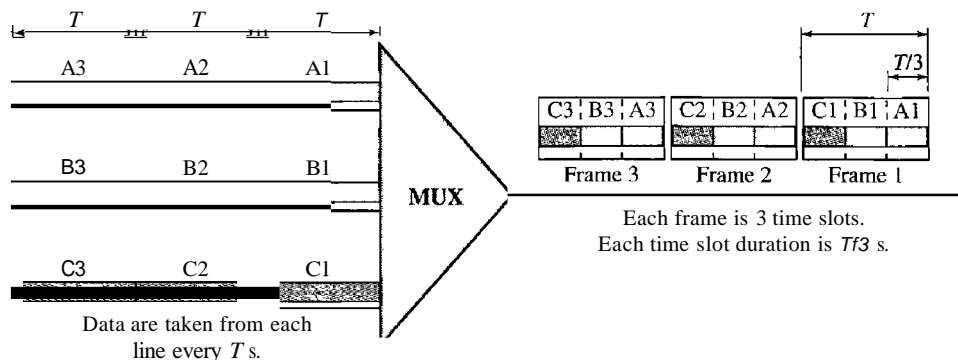 T T T
A3 A2 A1
B3 B2 B1
C3 C2 C1
Data are taken from each
line every T s.
MUX
T
T/3
C3 B3 A3 C2 B2 A2 C1 B1 A1
Frame 3 Frame 2 Frame 1
Each frame is 3 time slots.
Each time slot duration is Tf3 s.